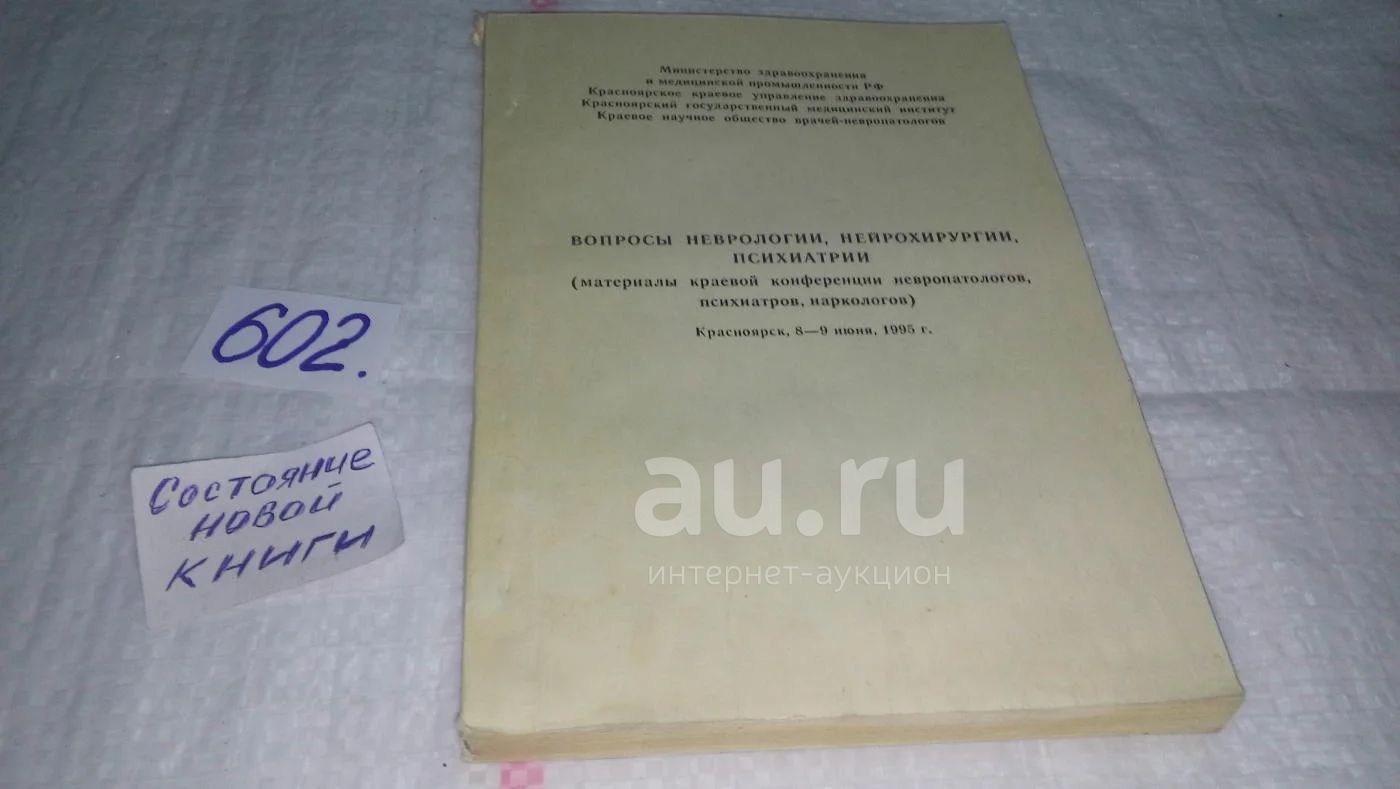 Министерство здравоохранения
и медицинской промышленности РФ
Красноярское краевое управление здравоохранения
Красноярский государственный медицинский институт
Краевое научное общество врачей-невропатологов
ВОПРОСЫ НЕВРОЛОГИИ, НЕЙРОХИРУРГИИ,
ПСИХИАТРИИ
(материалы краевой конференции невропатологов,
психиатров, наркологов)
Красноярск, 8—9 июня, 1995 г.
602.
Состояние
новой
книги
au.ru
интернет-аукцион